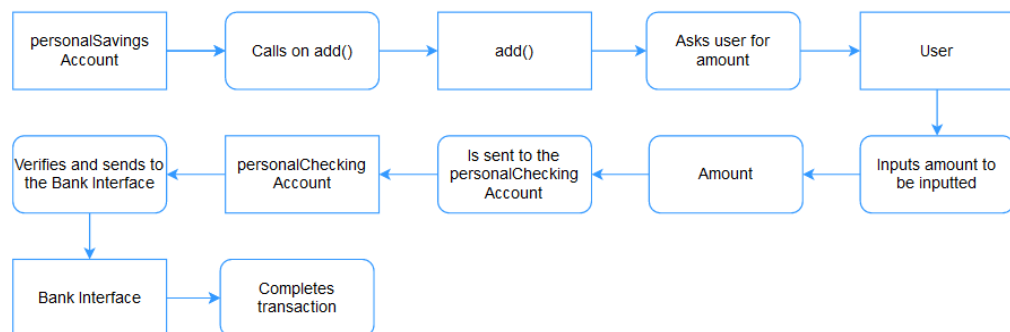 personalSavings
Account
Calls on add()
add()
Asks user for
amount
User
Verifies and sends to
the Bank Interface
personalChecking
Account
Is sent to the
personalChecking
Account
Amount
Inputs amount to
be inputted
Bank Interface
Completes
transaction